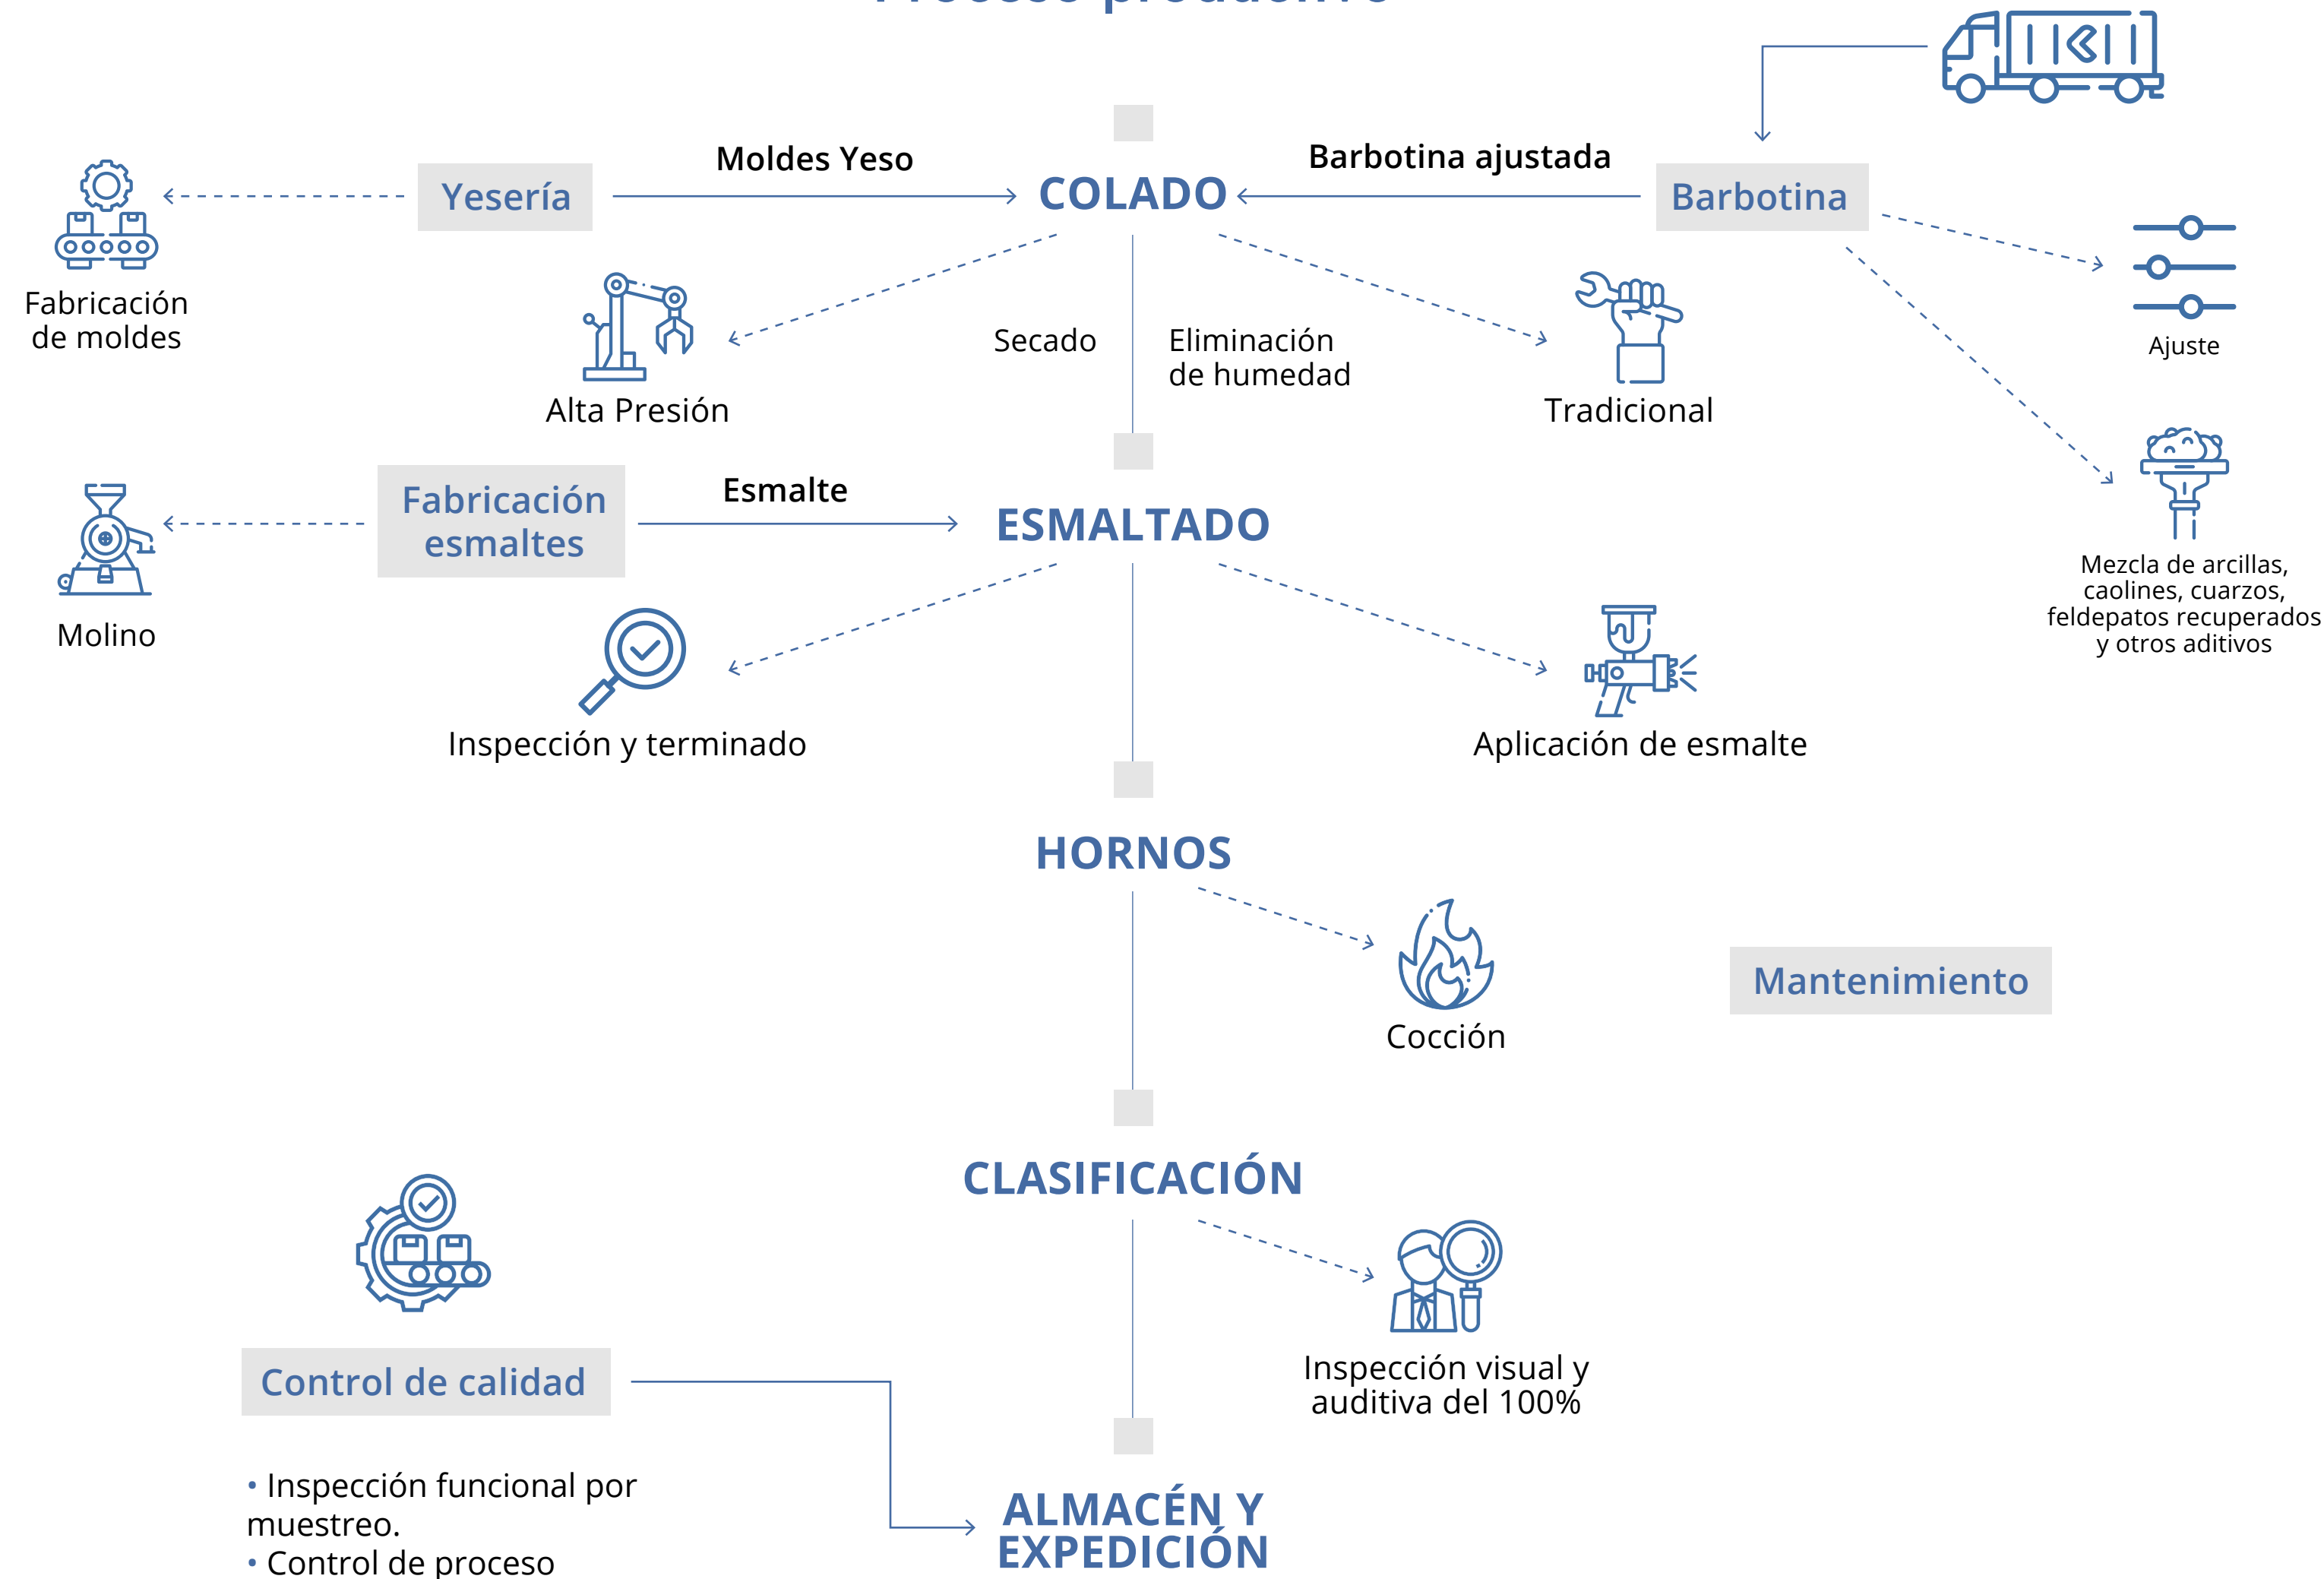 Proceso productivo
Moldes Yeso
Barbotina ajustada
Yesería
COLADO
Barbotina
Fabricación
de moldes
Secado
Eliminación
de humedad
Ajuste
Alta Presión
Tradicional
Fabricación
esmaltes
Esmalte
ESMALTADO
Molino
Mezcla de arcillas,
caolines, cuarzos,
feldepatos recuperados
y otros aditivos
Inspección y terminado
Aplicación de esmalte
HORNOS
Cocción
Mantenimiento
CLASIFICACIÓN
Inspección visual y
auditiva del 100%
Control de calidad
• Inspección funcional por
muestreo.
• Control de proceso
ALMACÉN Y
EXPEDICIÓN